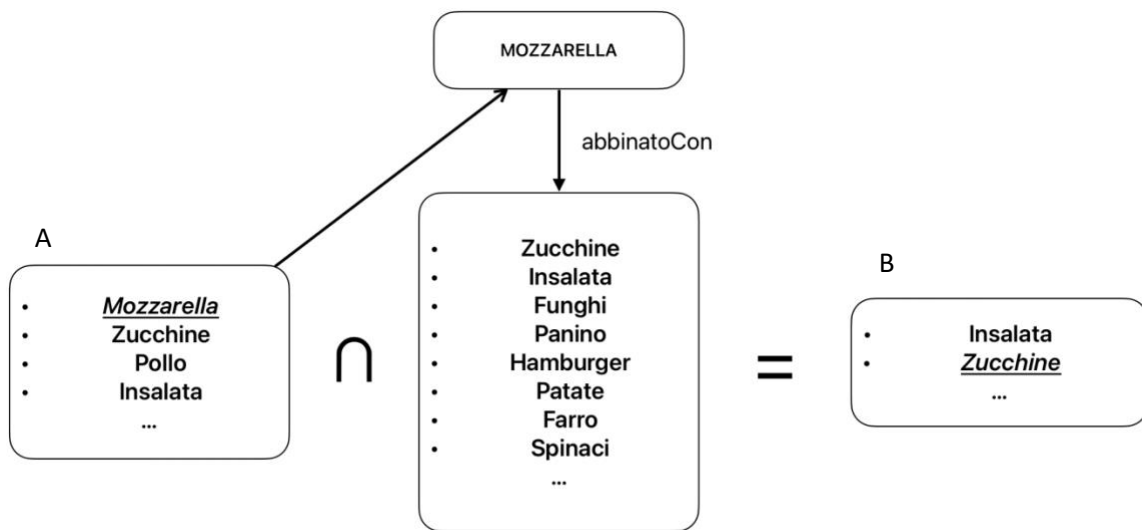 MOZZARELLA
abbinatoCon
A
• Mozzarella
• Zucchine
• Pollo
• Insalata
...
∩
• Zucchine
• Insalata
• Funghi
• Panino
• Hamburger
• Patate
• Farro
• Spinaci
...
=
B
• Insalata
• Zucchine
...